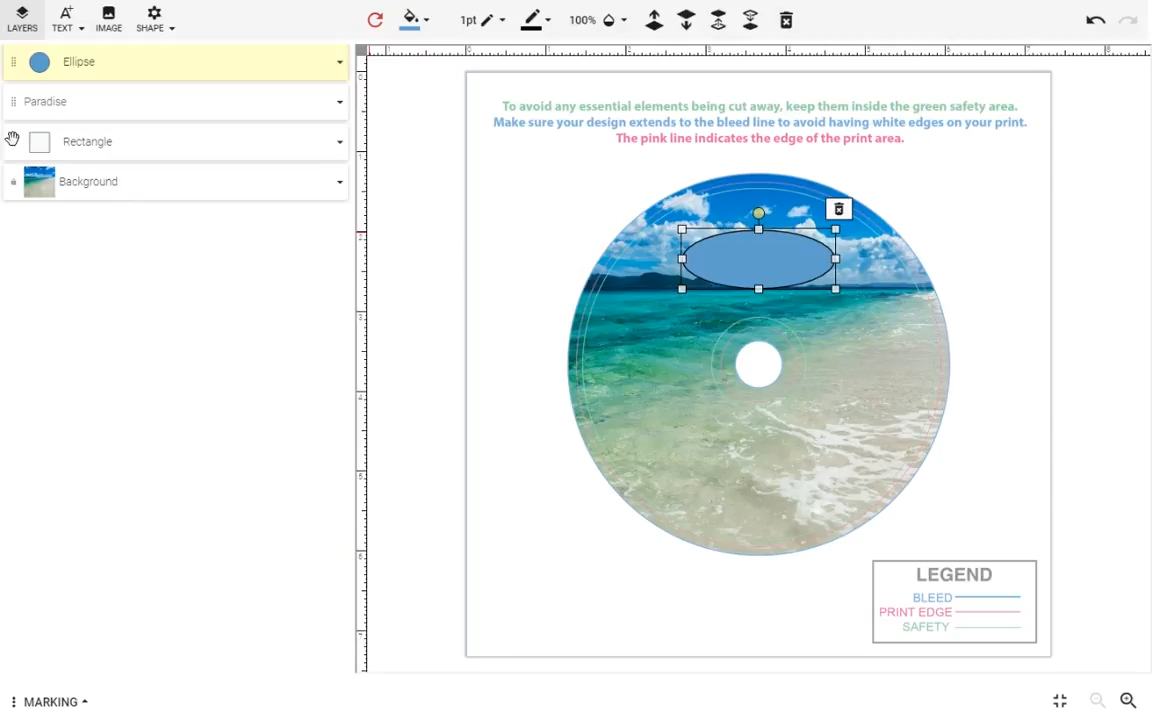 LAYERS
TEXT
IMAGE
SHAPE
1pt
100%
Ellipse
Paradise
Rectangle
Background
To avoid any essential elements being cut away, keep them inside the green safety area.
Make sure your design extends to the bleed line to avoid having white edges on your print.
The pink line indicates the edge of the print area.
LEGEND
BLEED
PRINT EDGE
SAFETY
MARKING